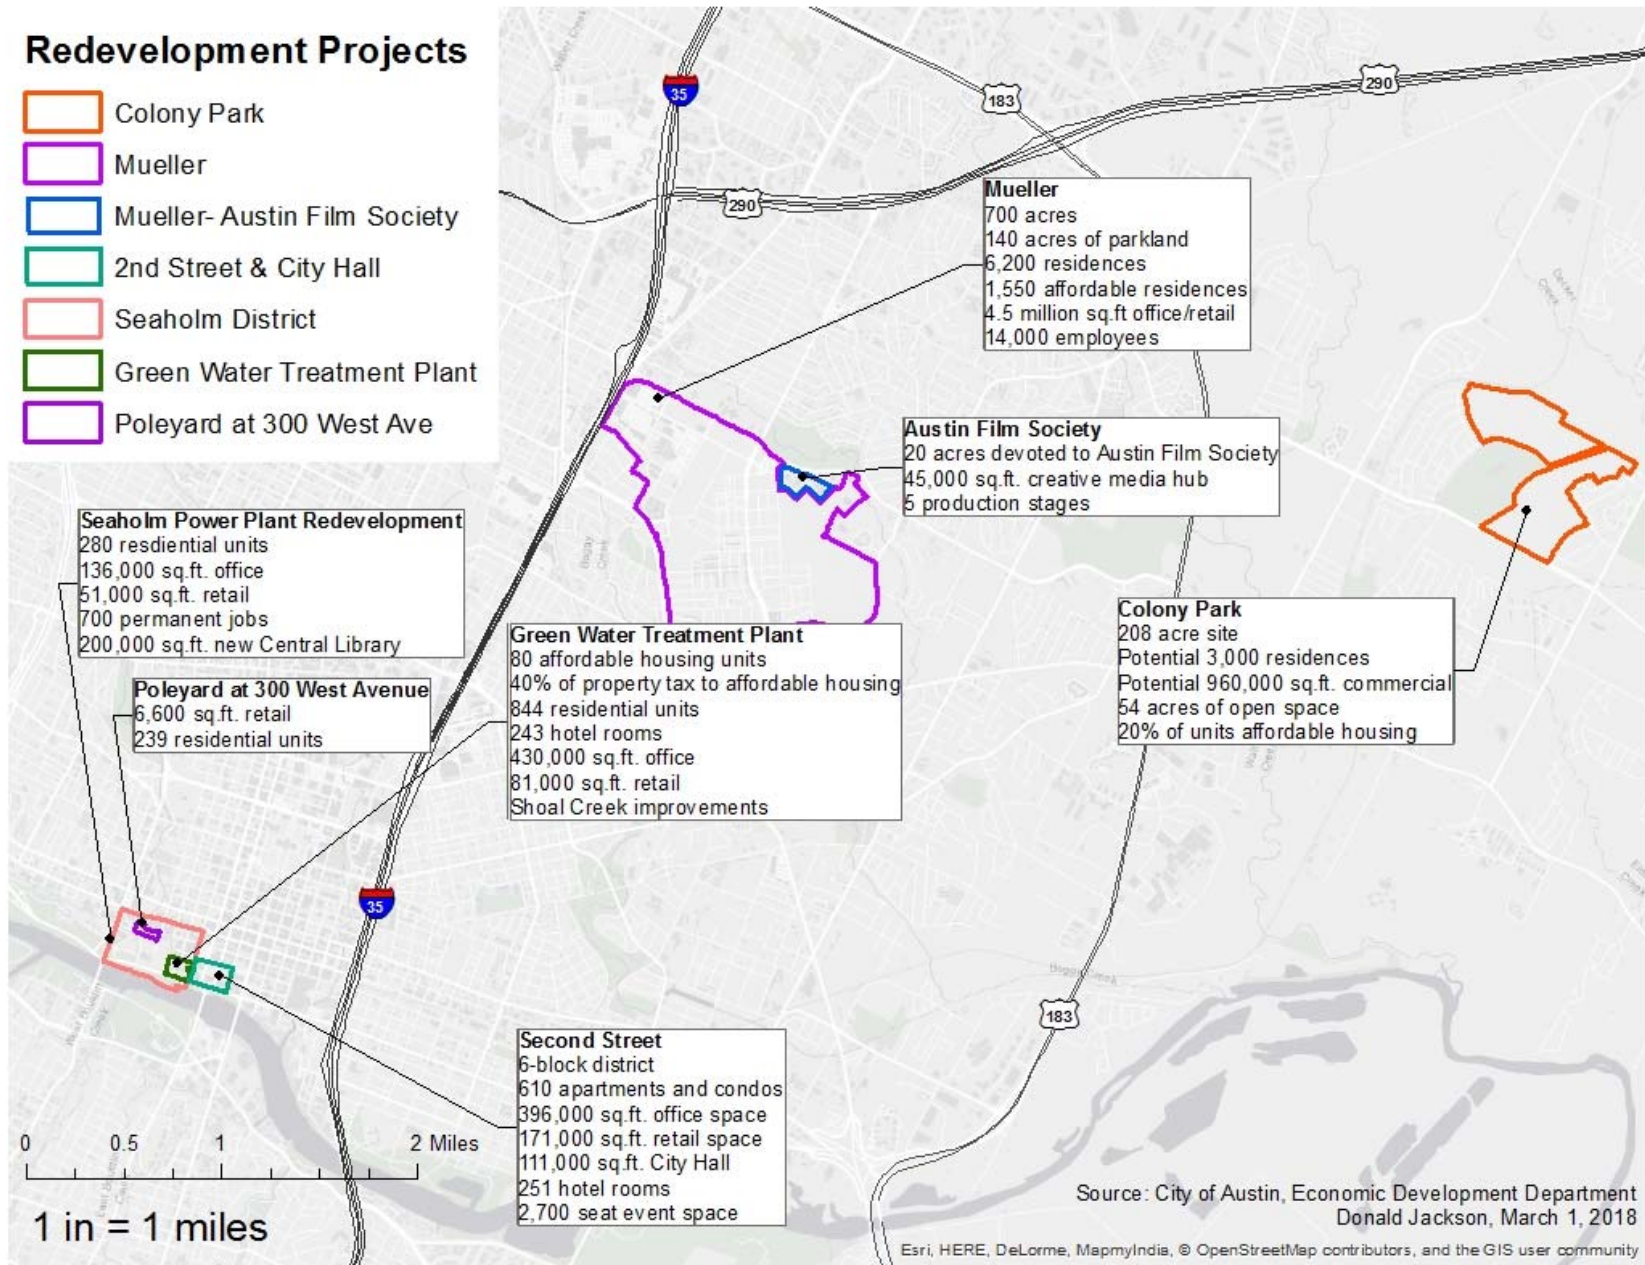 Redevelopment Projects
Colony Park
Mueller
Mueller- Austin Film Society
2nd Street & City Hall
Seaholm District
Green Water Treatment Plant
Poleyard at 300 West Ave
35
183
290
290
Mueller
700 acres
140 acres of parkland
6,200 residences
1,550 affordable residences
4.5 million sq.ft office/retail
14,000 employees
Austin Film Society
20 acres devoted to Austin Film Society
45,000 sq.ft. creative media hub
5 production stages
Seaholm Power Plant Redevelopment
280 resdiential units
136,000 sq.ft. office
51,000 sq.ft. retail
700 permanent jobs
200,000 sq.ft. new Central Library
Poleyard at 300 West Avenue
6,600 sq.ft. retail
239 residential units
Green Water Treatment Plant
80 affordable housing units
40% of property tax to affordable housing
844 residential units
243 hotel rooms
430,000 sq.ft. office
81,000 sq.ft. retail
Shoal Creek improvements
Colony Park
208 acre site
Potential 3,000 residences
Potential 960,000 sq.ft. commercial
54 acres of open space
20% of units affordable housing
Decker
Creek
Boggy
Creek
35
Boggy Creek
183
Second Street
6-block district
610 apartments and condos
396,000 sq.ft. office space
171,000 sq.ft. retail space
111,000 sq.ft. City Hall
251 hotel rooms
2,700 seat event space
0 0.5 1 2 Miles
1 in = 1 miles
Source: City of Austin, Economic Development Department
Donald Jackson, March 1, 2018
Esri, HERE, DeLorme, MapmyIndia, © OpenStreetMap contributors, and the GIS user community